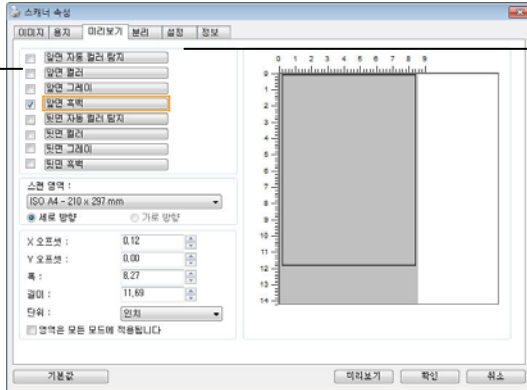 스캐너 속성
이미지 용지 미리보기 분리 설정 정보
앞면 자동 컬러 탐지
앞면 컬러
앞면 그레이
앞면 흑백
뒷면 자동 컬러 탐지
뒷면 컬러
뒷면 그레이
뒷면 흑백
스캔 영역 :
ISO A4 - 210 x 297 mm
세로 방향 가로 방향
X 오프셋 : 0,12
Y 오프셋 : 0,00
폭 : 8,27
길이 : 11,69
단위 : 인치
영역은 모든 모드에 적용됩니다
0 1 2 3 4 5 6 7 8 9
0
1
2
3
4
5
6
7
8
9
10
11
12
13
14
기본값 미리보기 확인 취소